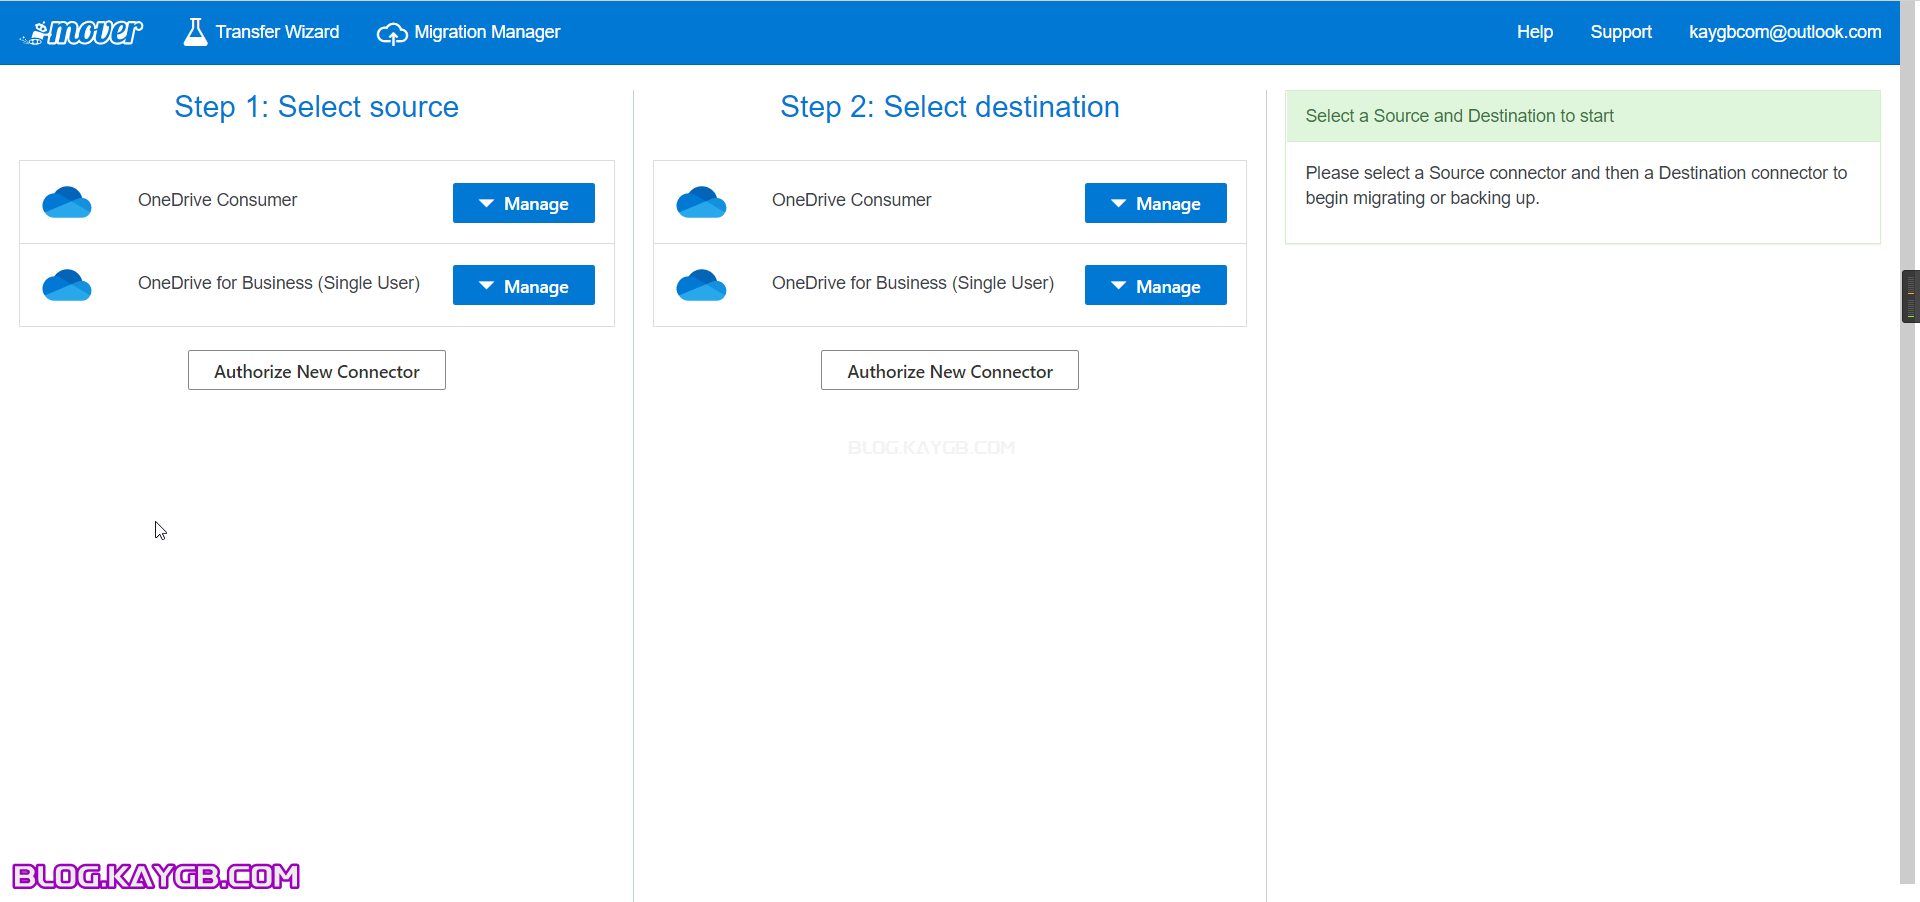 mover
Transfer Wizard
Migration Manager
Help
Support
kaygbcom@outlook.com
Step 1: Select source
OneDrive Consumer
Manage
OneDrive for Business (Single User)
Manage
Authorize New Connector
Step 2: Select destination
OneDrive Consumer
Manage
OneDrive for Business (Single User)
Manage
Authorize New Connector
BLOG.KAYGB.COM
Select a Source and Destination to start
Please select a Source connector and then a Destination connector to
begin migrating or backing up.
BLOG.KAYGB.COM